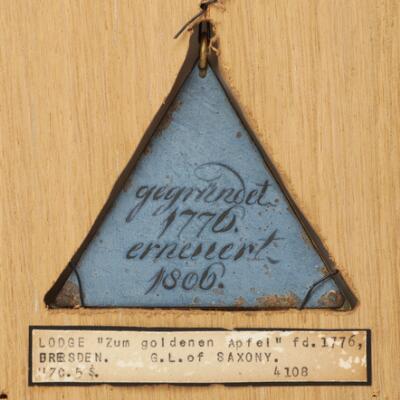 gegründet.
1776.
erneuert
1806.
LODGE "Zum goldenen Apfel" fd.1776,
DRESDEN. G.L.of SAXONY.
4108